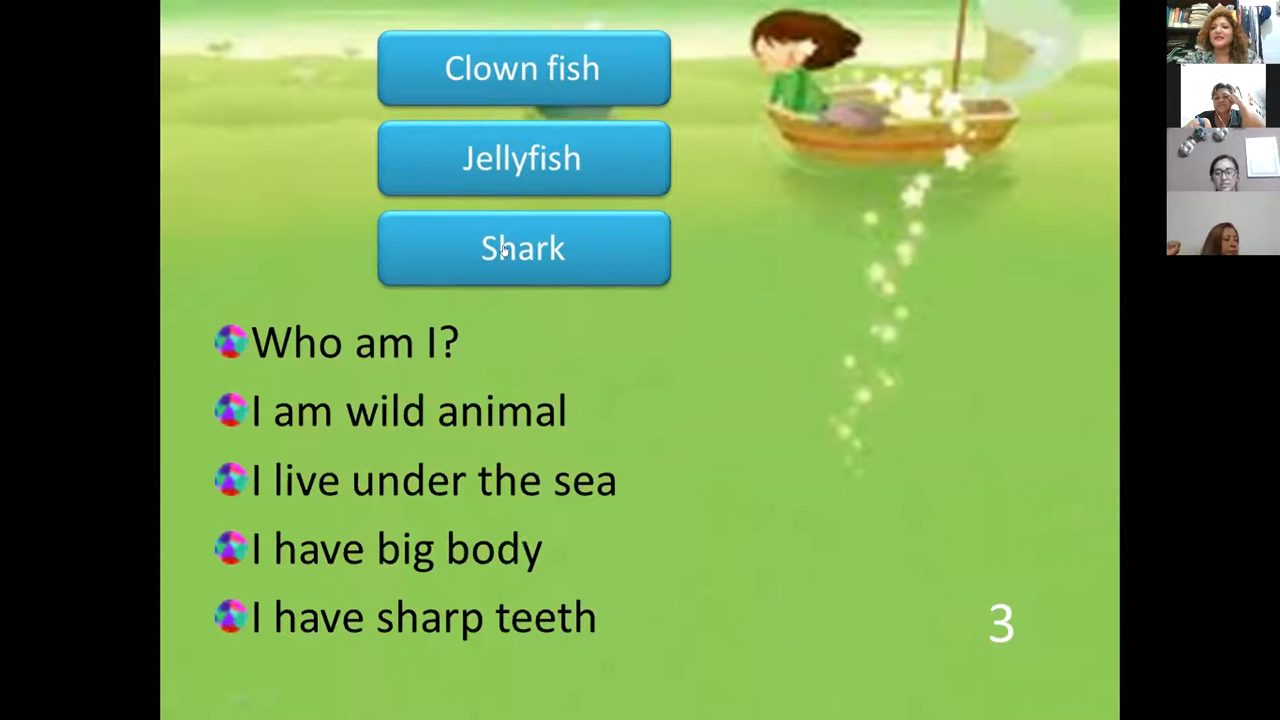 Clown fish
Jellyfish
Shark
Who am I?
I am wild animal
I live under the sea
I have big body
I have sharp teeth
3